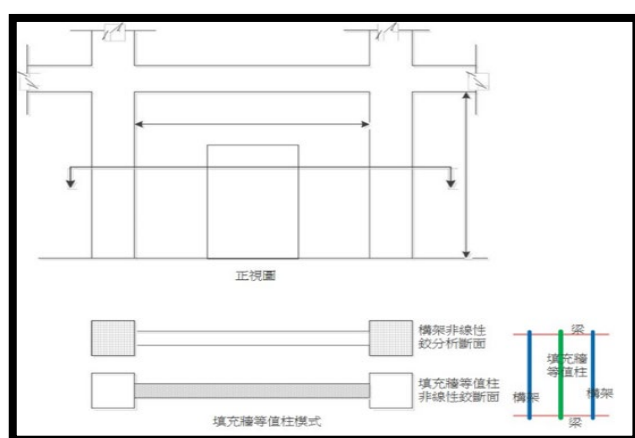 正視圖
構架非線性
鉸分析斷面
填充牆等值柱
非線性鉸斷面
填充牆等值柱模式
梁
填充牆
等值柱
構架
構架
梁